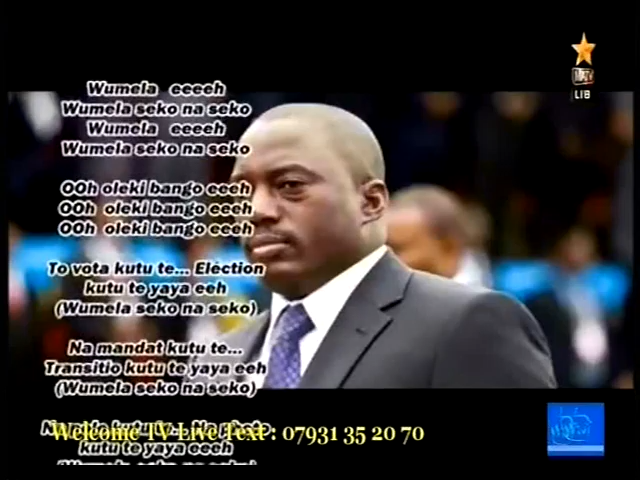 Wumela eeeeh
Wumela seko na seko
Wumela eeeeh
Wumela seko na seko
OOh oleki bango eeeh
OOh oleki bango eeeh
OOh oleki bango eeeh
To vota kutu te... Election
kutu te yaya eeh
(Wumela seko na seko)
Na mandat kutu te...
Transitio kutu te yaya eeh
(Wumela seko na seko)
kutu te yaya eeeh
Welcome TV Live Text : 07931 35 20 70
LIB